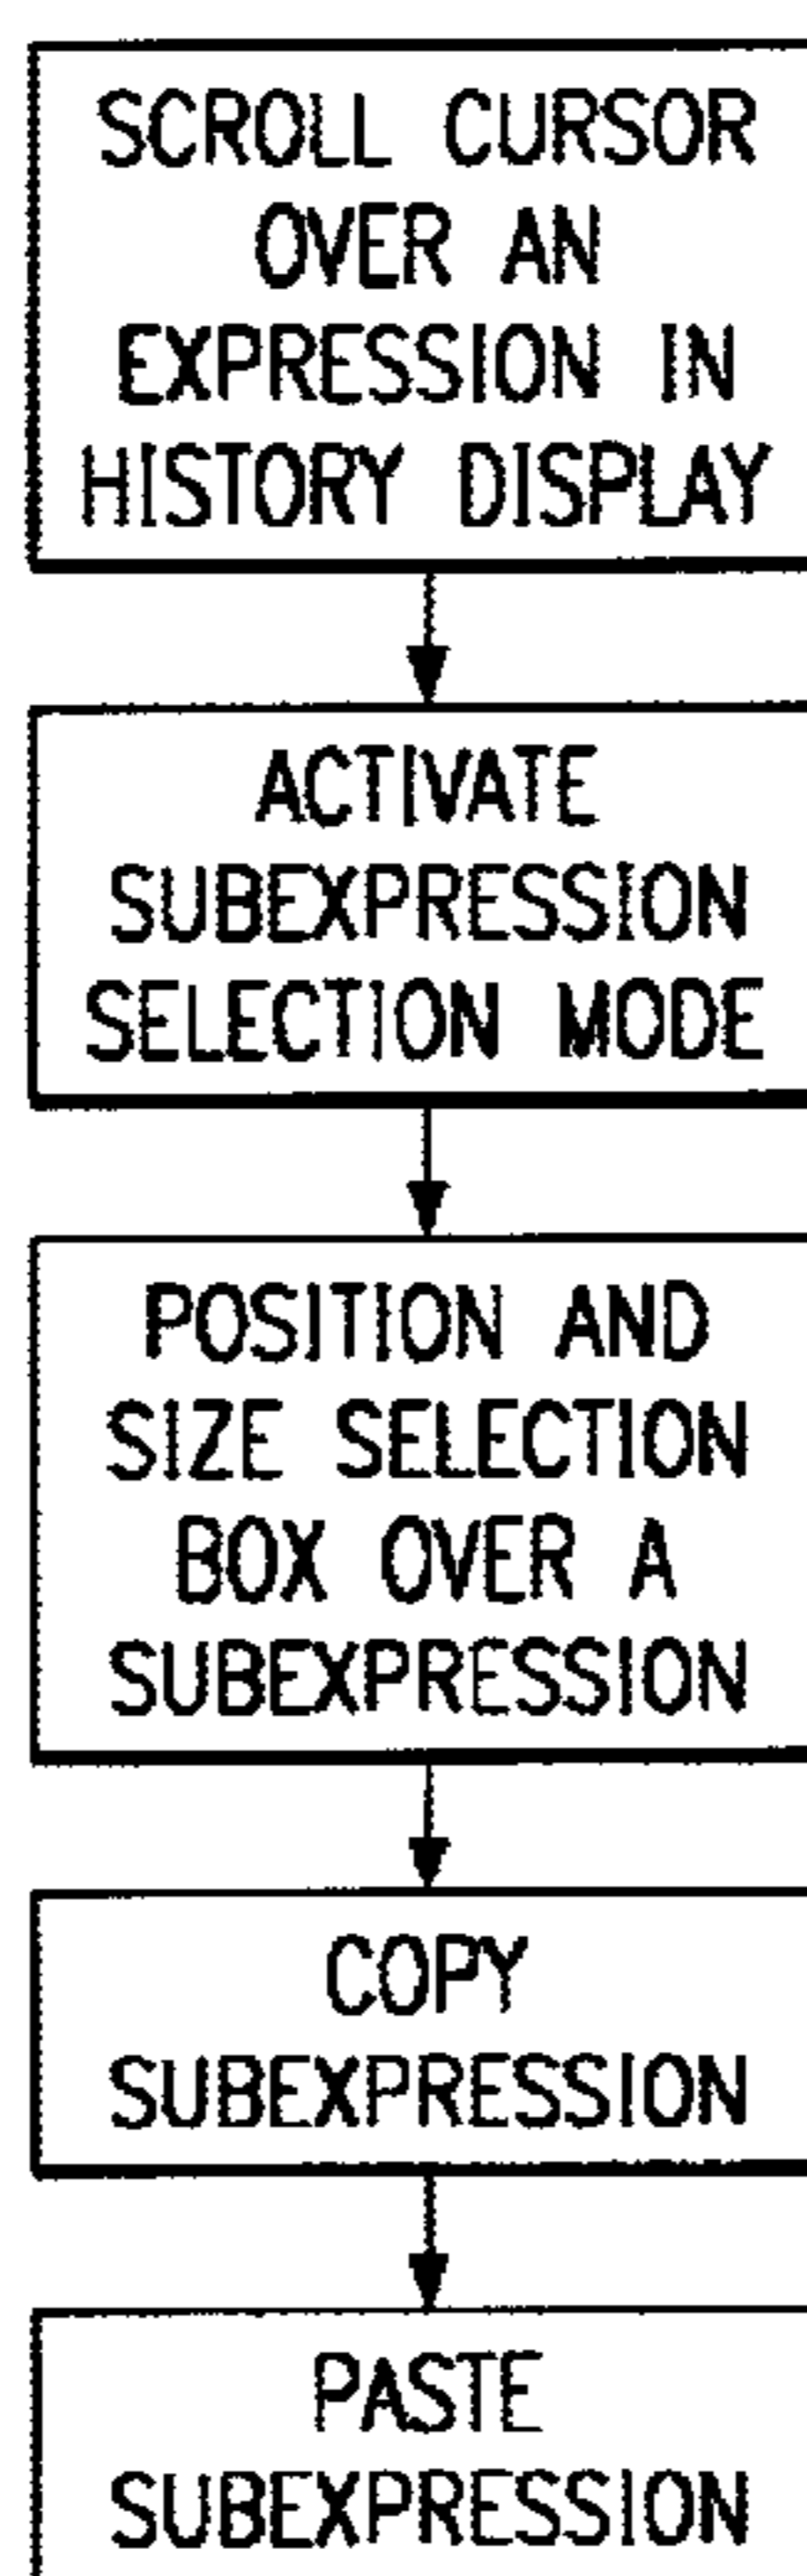 SCROLL CURSOR
OVER AN
EXPRESSION IN
HISTORY DISPLAY
ACTIVATE
SUBEXPRESSION
SELECTION MODE
POSITION AND
SIZE SELECTION
BOX OVER A
SUBEXPRESSION
COPY
SUBEXPRESSION
PASTE
SUBEXPRESSION